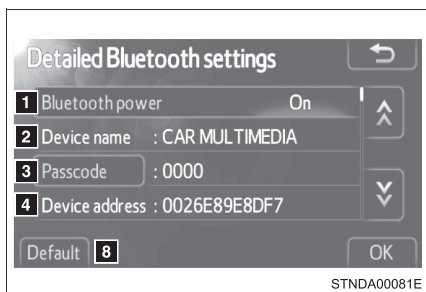 Detailed Bluetooth settings
1 Bluetooth power On
2 Device name : CAR MULTIMEDIA
3 Passcode : 0000
4 Device address : 0026E89E8DF7
Default 8 OK
STNDA00081E